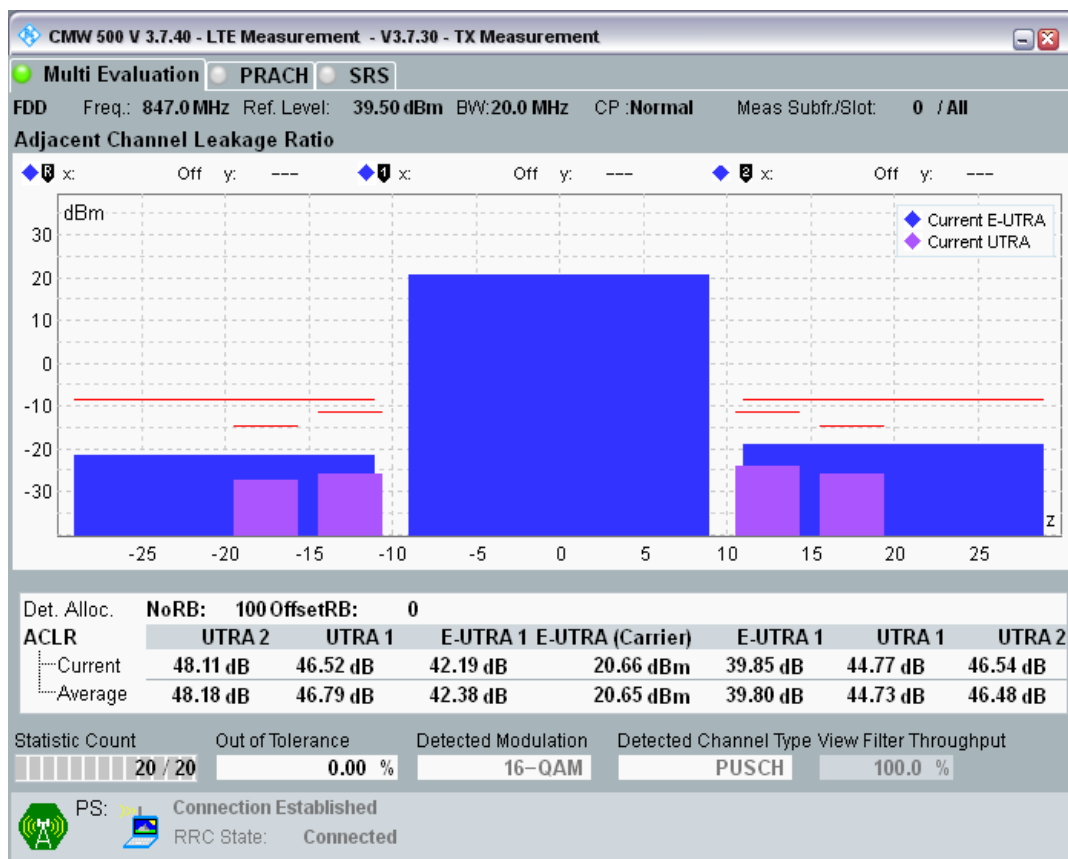 CMW 500 V 3.7.40 - LTE Measurement - V3.7.30 - TX Measurement
Multi Evaluation PRACH SRS
FDD Freq.: 847.0 MHz Ref. Level: 39.50 dBm BW:20.0 MHz CP :Normal Meas Subfr./Slot: 0 / All
Adjacent Channel Leakage Ratio
R x: Off y: --- 1 x: Off y: --- 2 x: Off y: ---
dBm
Current E-UTRA
Current UTRA
30
20
10
0
-10
-20
-30
z
-25 -20 -15 -10 -5 0 5 10 15 20 25
Det. Alloc. NoRB: 100 OffsetRB: 0
ACLR UTRA 2 UTRA 1 E-UTRA 1 E-UTRA (Carrier) E-UTRA 1 UTRA 1 UTRA 2
Current 48.11 dB 46.52 dB 42.19 dB 20.66 dBm 39.85 dB 44.77 dB 46.54 dB
Average 48.18 dB 46.79 dB 42.38 dB 20.65 dBm 39.80 dB 44.73 dB 46.48 dB
Statistic Count Out of Tolerance Detected Modulation Detected Channel Type View Filter Throughput
20 / 20 0.00 % 16-QAM PUSCH 100.0 %
PS: Connection Established
RRC State: Connected